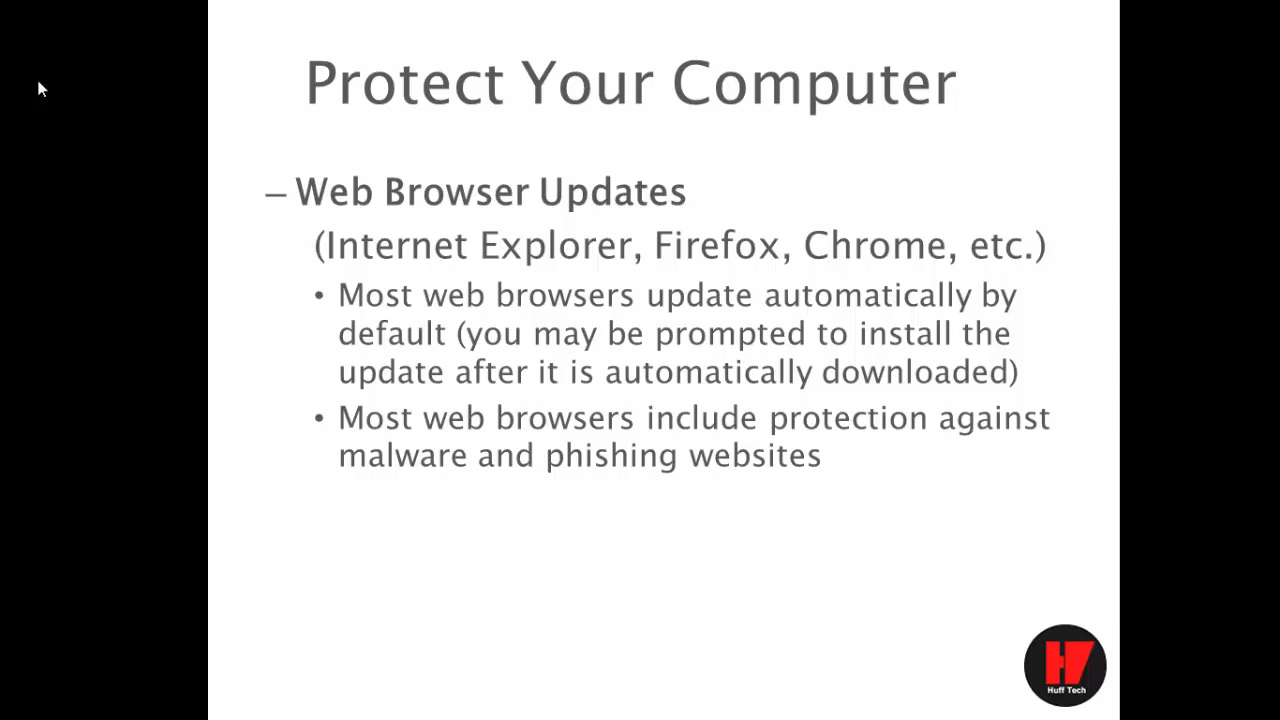 Protect Your Computer
– Web Browser Updates
(Internet Explorer, Firefox, Chrome, etc.)
• Most web browsers update automatically by
default (you may be prompted to install the
update after it is automatically downloaded)
• Most web browsers include protection against
malware and phishing websites
Huff Tech